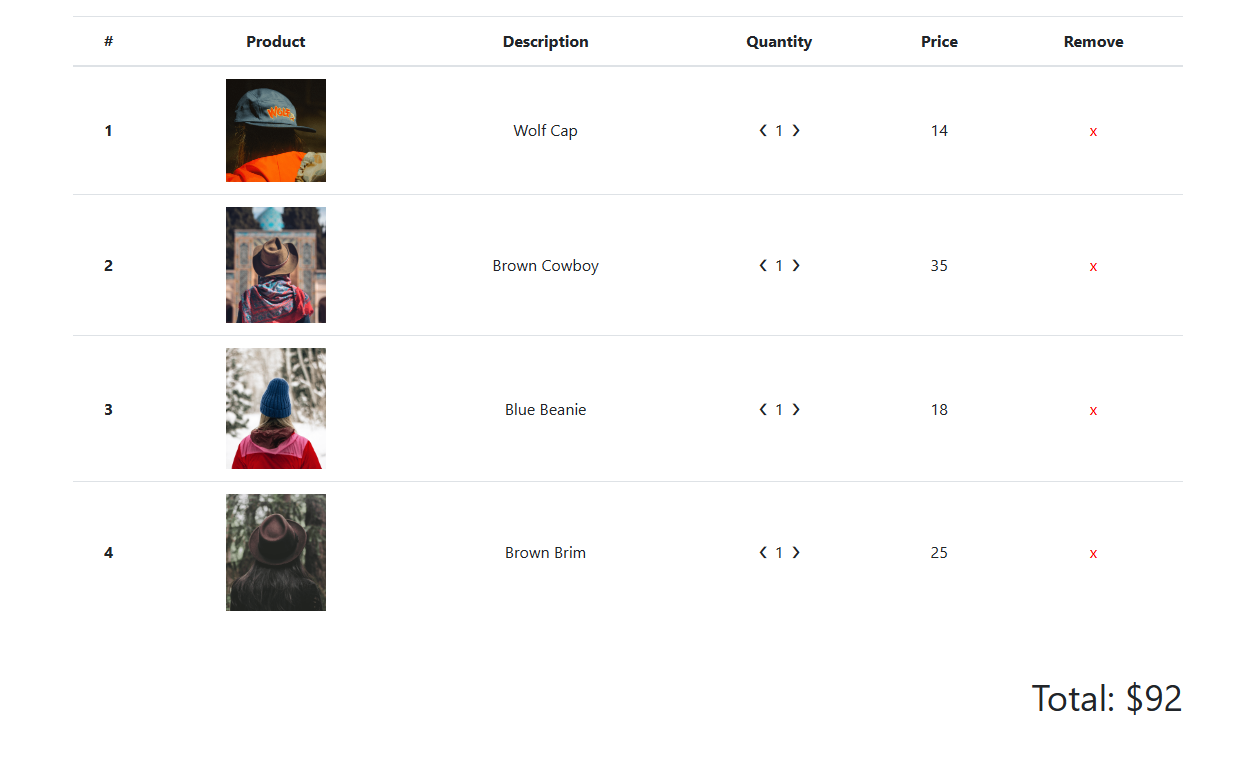 # Product Description Quantity Price Remove
1 Wolf Cap ❮ 1 ❯ 14 x
2 Brown Cowboy ❮ 1 ❯ 35 x
3 Blue Beanie ❮ 1 ❯ 18 x
4 Brown Brim ❮ 1 ❯ 25 x
Total: $92